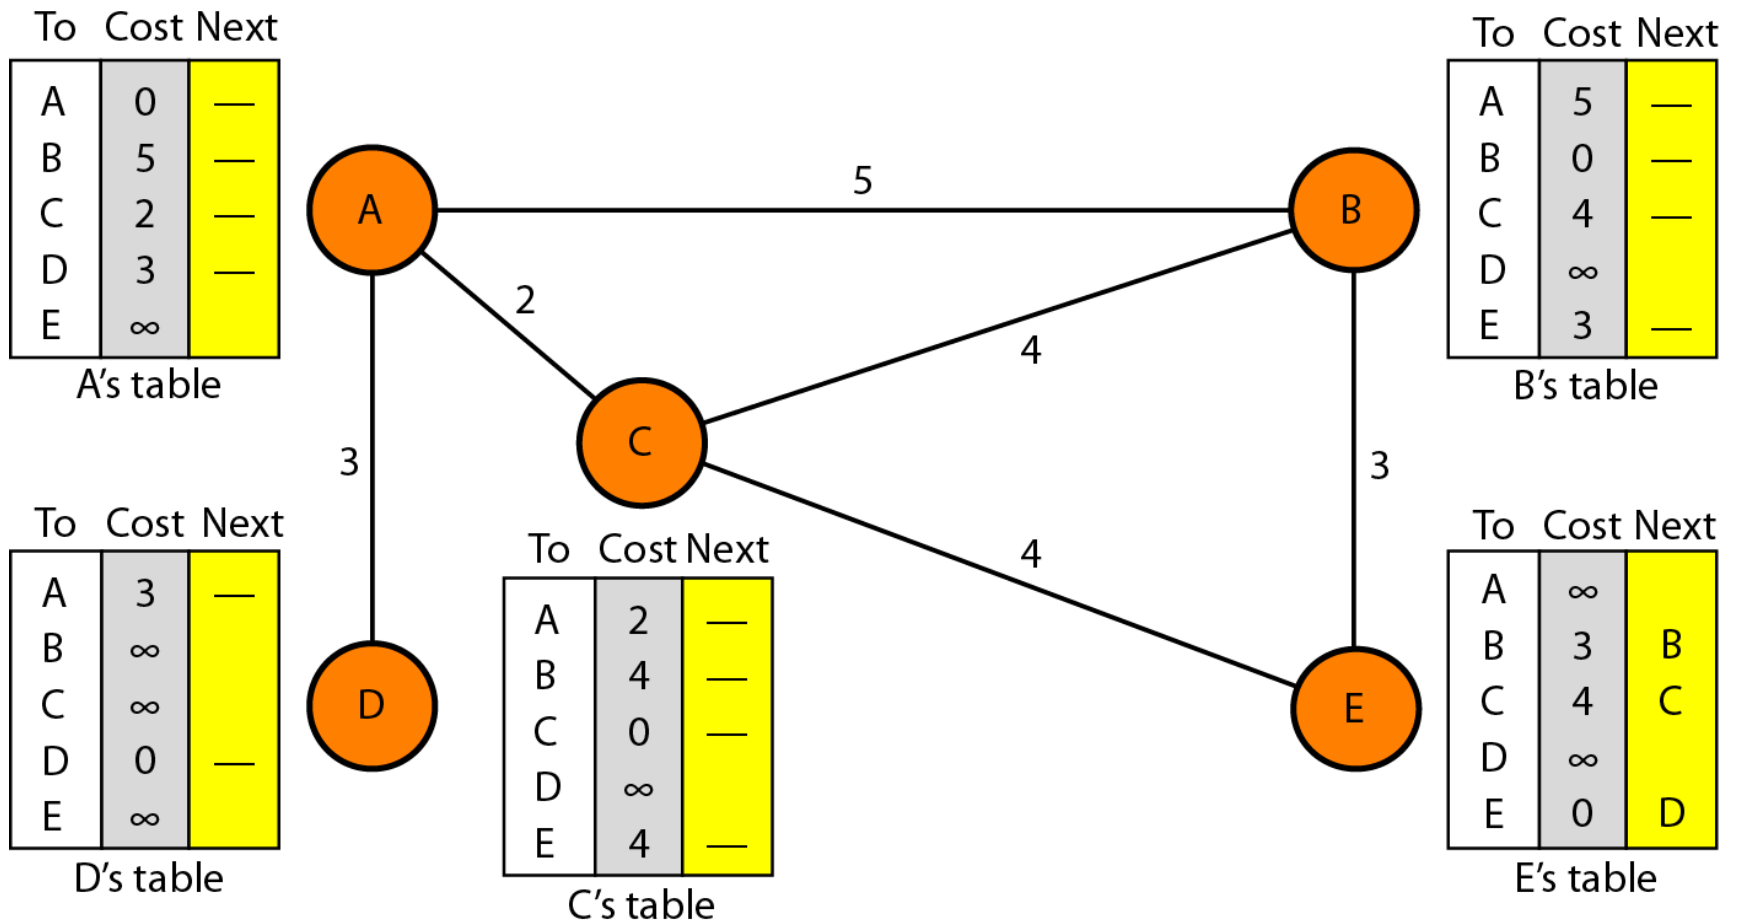 To Cost Next
A 0 —
B 5 —
C 2 —
D 3 —
E ∞
A's table
To Cost Next
A 5 —
B 0 —
C 4 —
D ∞
E 3 —
B's table
A
5
B
2
4
C
3
3
4
D
E
To Cost Next
A 3 —
B ∞
C ∞
D 0 —
E ∞
D's table
To Cost Next
A 2 —
B 4 —
C 0 —
D ∞
E 4 —
C's table
To Cost Next
A ∞
B 3 B
C 4 C
D ∞
E 0 D
E's table